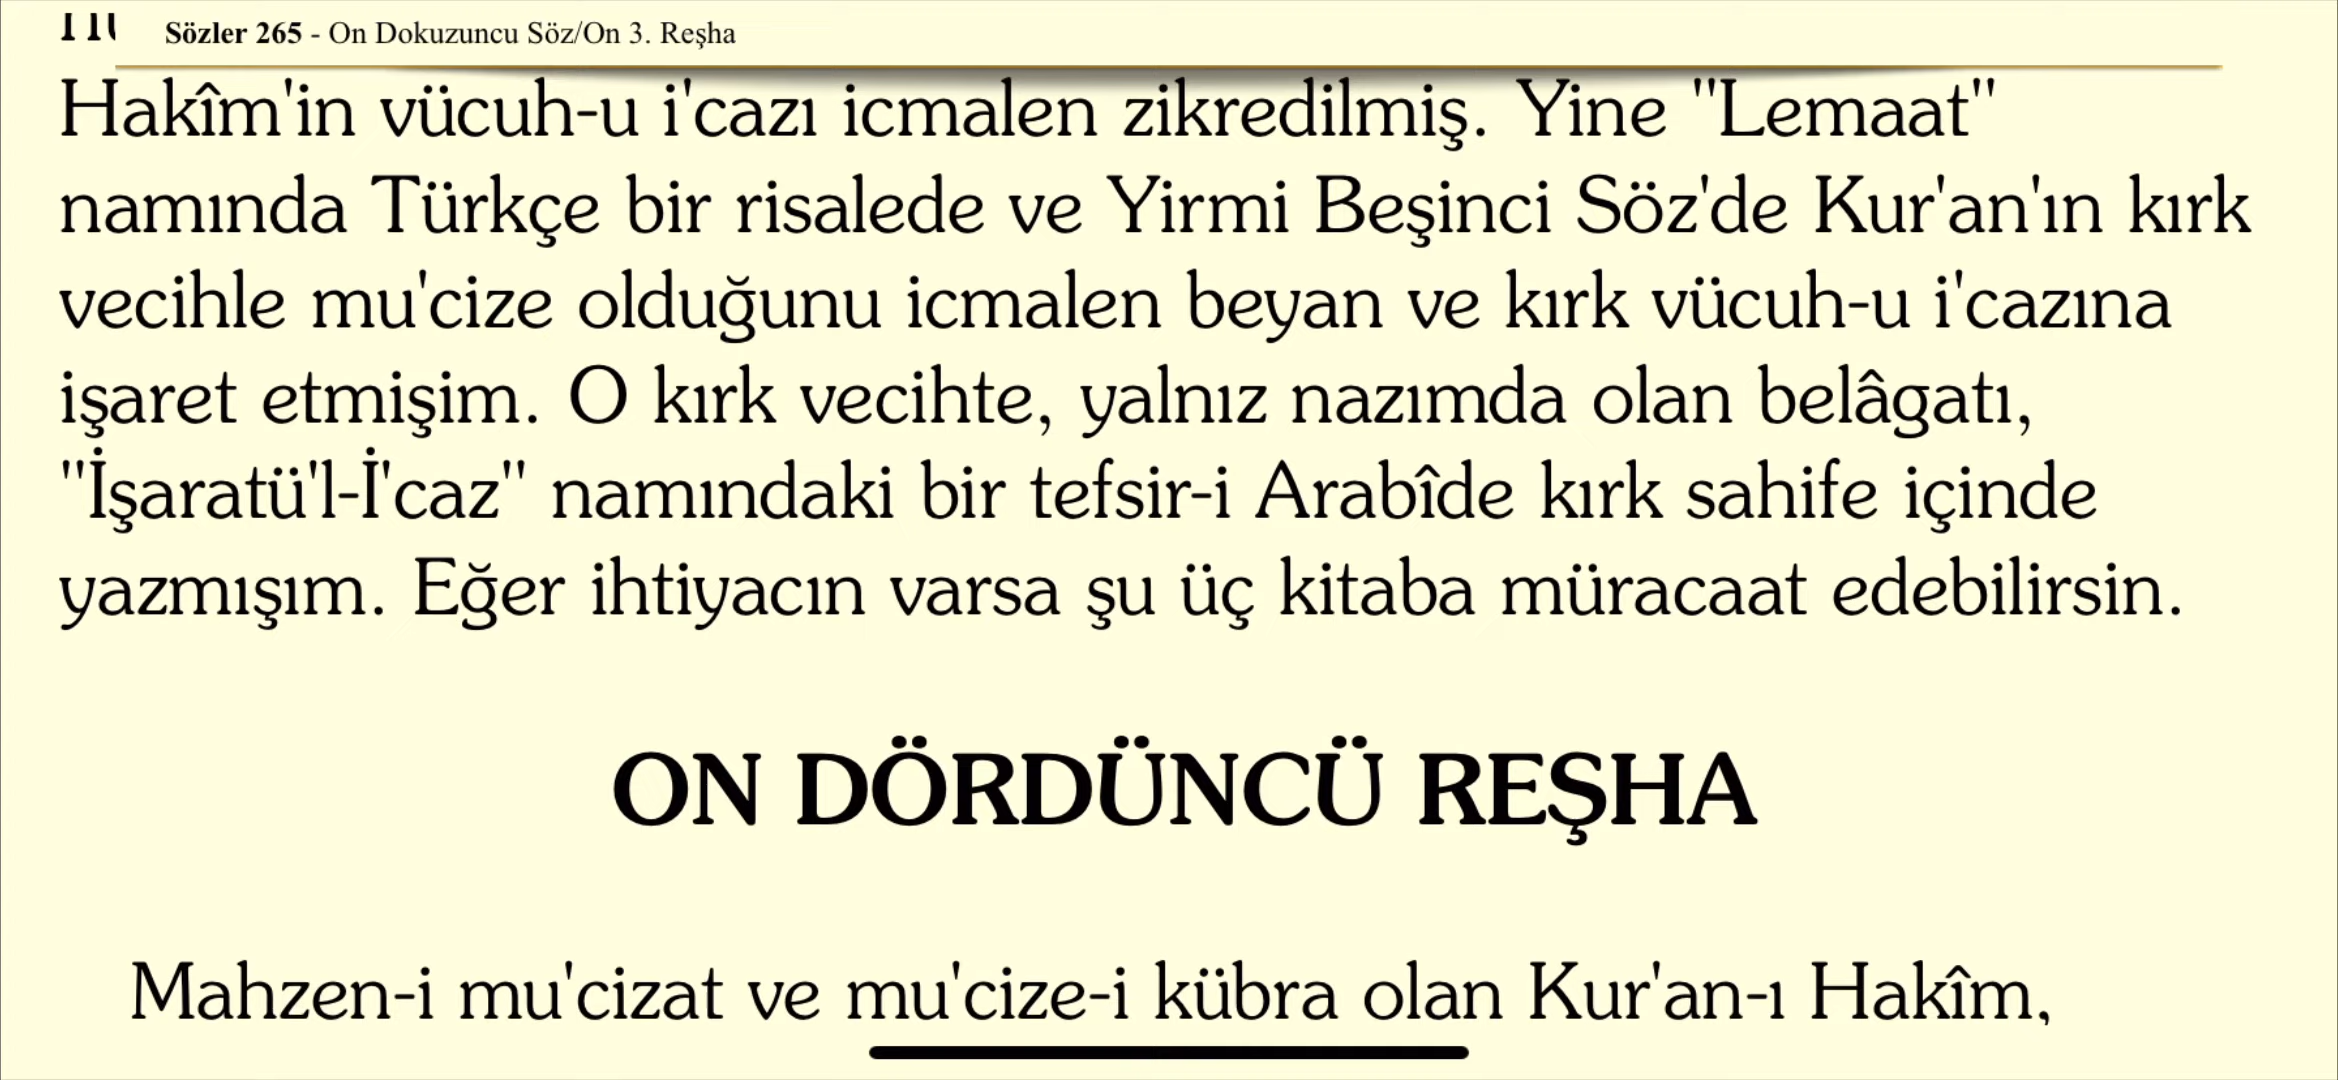 Sözler 265 - On Dokuzuncu Söz/On 3. Reşha
Hakîm'in vücuh-u i'cazı icmalen zikredilmiş. Yine "Lemaat"
namında Türkçe bir risalede ve Yirmi Beşinci Söz'de Kur'an'ın kırk
vecihle mu'cize olduğunu icmalen beyan ve kırk vücuh-u i'cazına
işaret etmişim. O kırk vecihte, yalnız nazımda olan belâgatı,
"İşaratü'l-İ'caz" namındaki bir tefsir-i Arabîde kırk sahife içinde
yazmışım. Eğer ihtiyacın varsa şu üç kitaba müracaat edebilirsin.
ON DÖRDÜNCÜ REŞHA
Mahzen-i mu'cizat ve mu'cize-i kübra olan Kur'an-ı Hakîm,